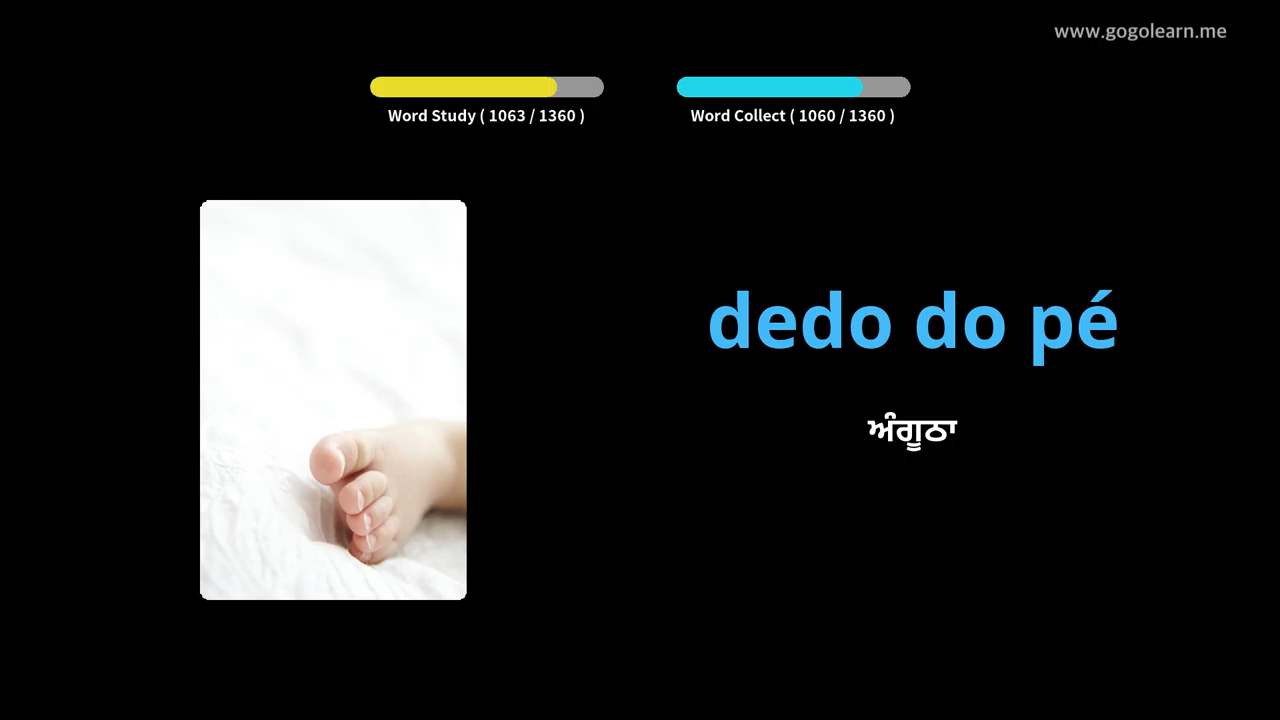 www.gogolearn.me
Word Study ( 1063 / 1360 )
Word Collect ( 1060 / 1360 )
dedo do pé
ਅੰਗੂਠਾ